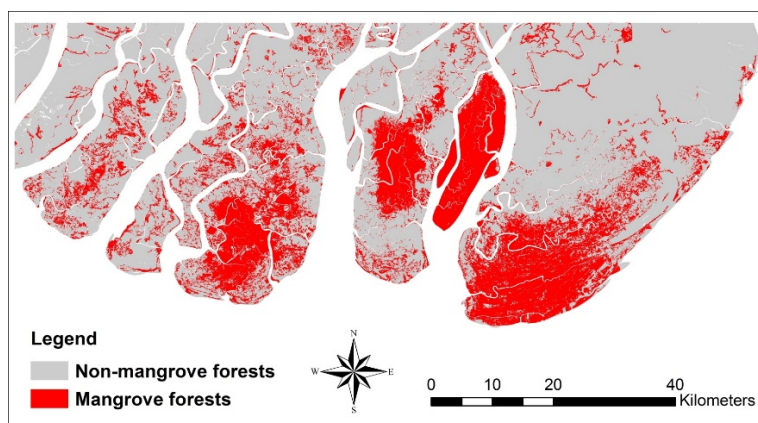 Legend
Non-mangrove forests
Mangrove forests
N
W E
S
0 10 20 40
Kilometers